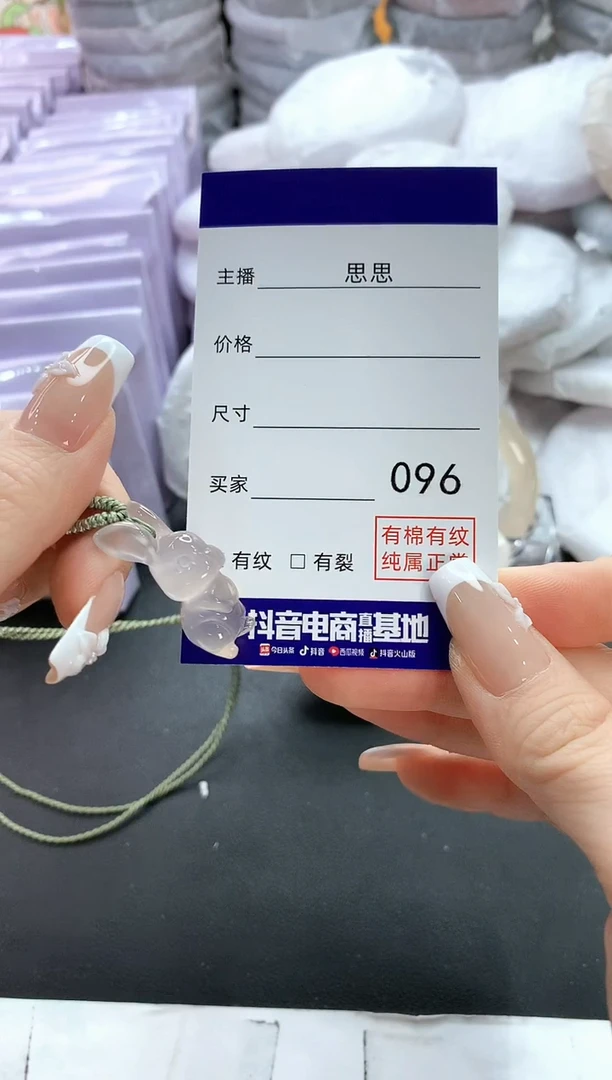 主播 思思
价格
尺寸
买家 096
有棉有纹
纯属正常
有纹 □ 有裂
抖音电商直播基地
头条 今日头条 抖音 西瓜视频 抖音火山版